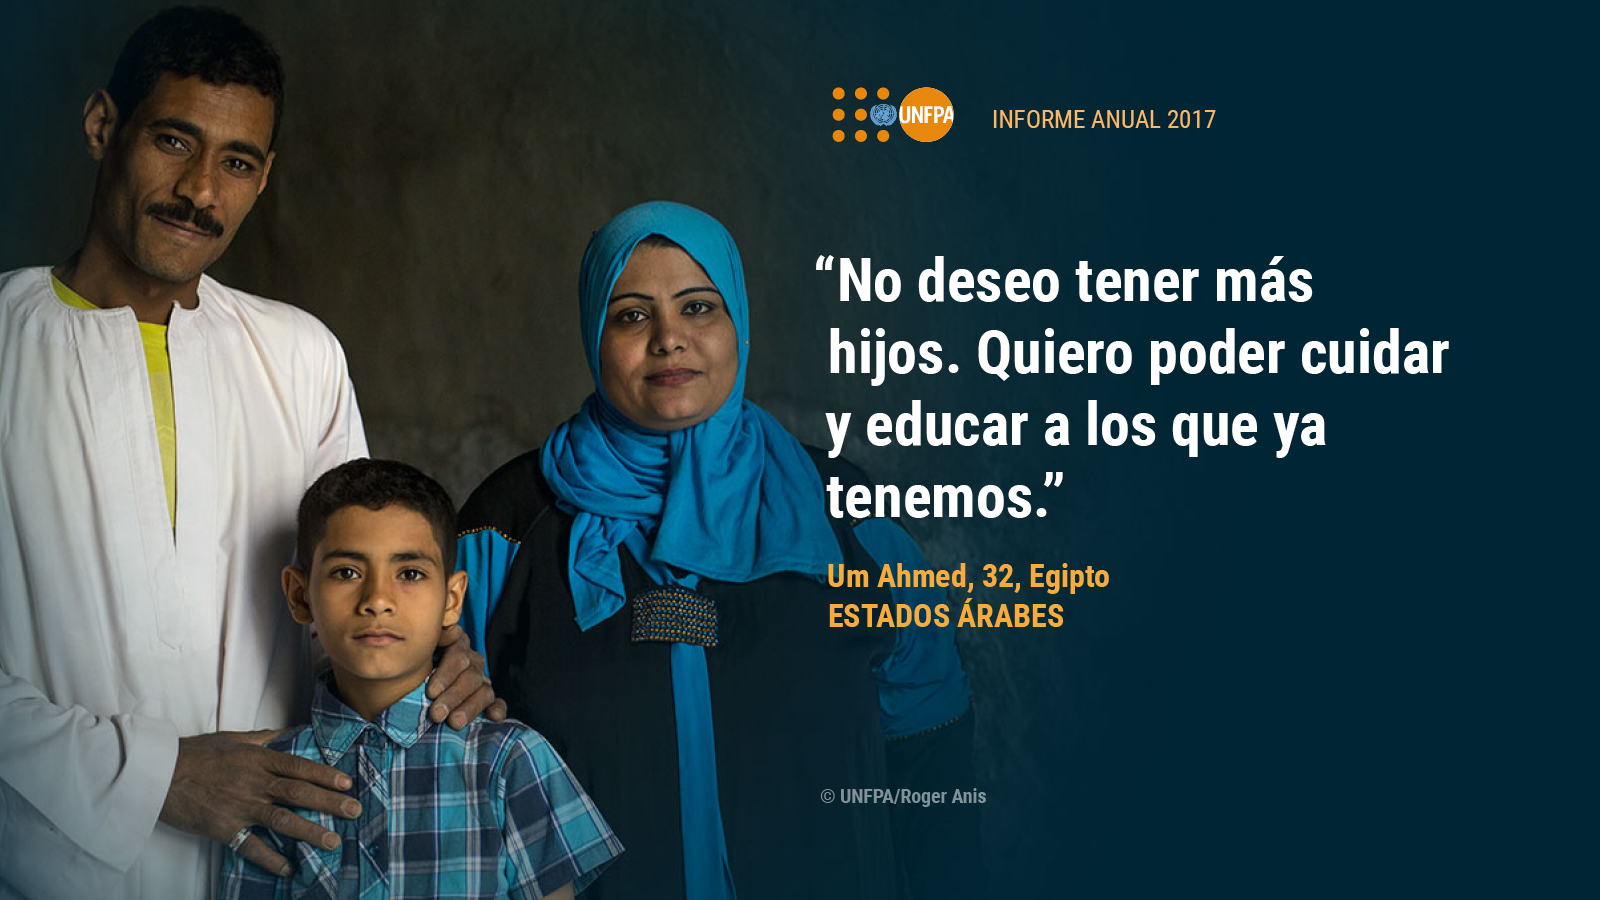 UNFPA
INFORME ANUAL 2017
“No deseo tener más
hijos. Quiero poder cuidar
y educar a los que ya
tenemos.”
Um Ahmed, 32, Egipto
ESTADOS ÁRABES
© UNFPA/Roger Anis